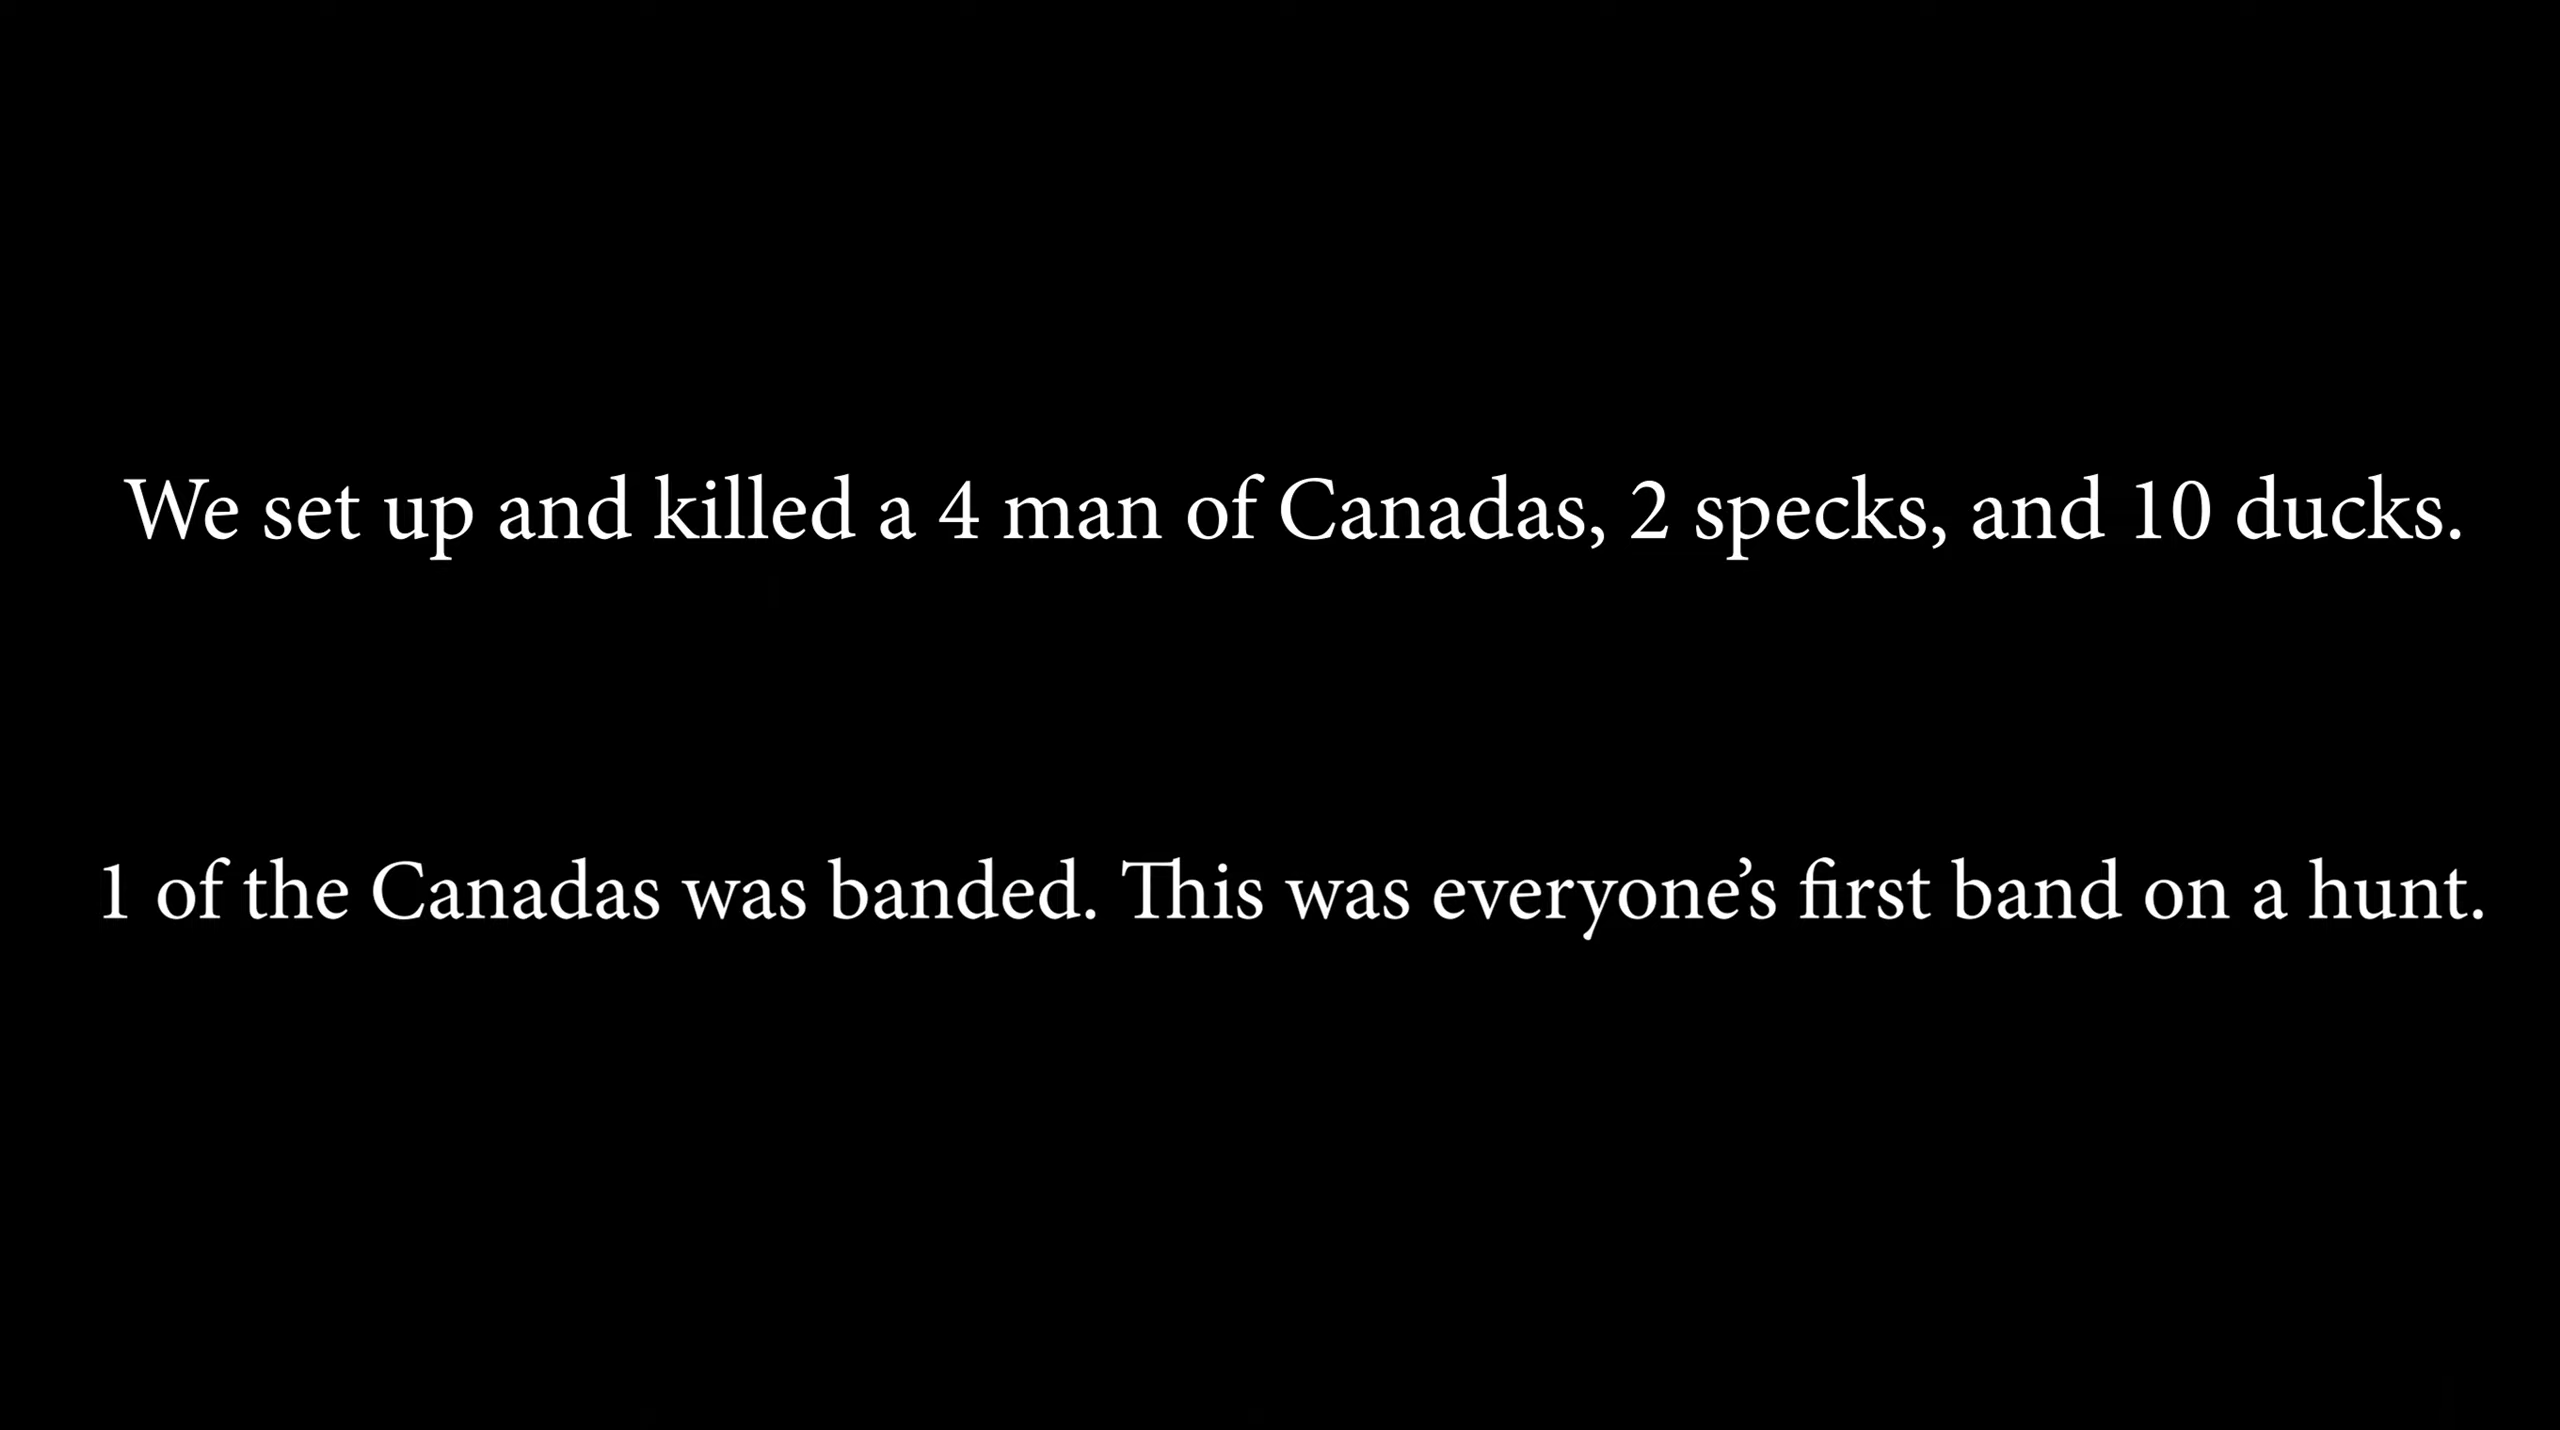 We set up and killed a 4 man of Canadas, 2 specks, and 10 ducks.
1 of the Canadas was banded. This was everyone’s first band on a hunt.